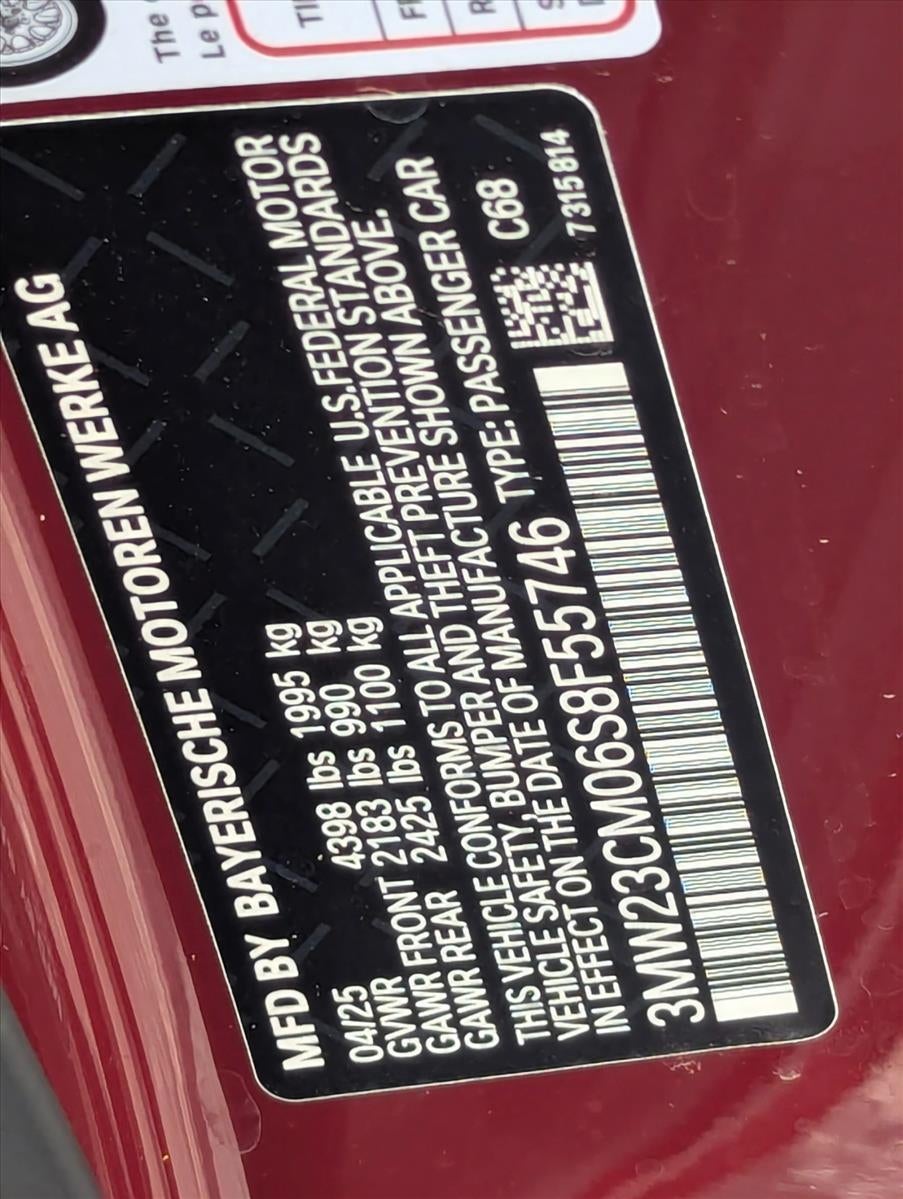 The
Le p
MFD BY BAYERISCHE MOTOREN WERKE AG
04/25
GVWR 4398 lbs 1995 kg
GAWR FRONT 2183 lbs 990 kg
GAWR REAR 2425 lbs 1100 kg
THIS VEHICLE CONFORMS TO ALL APPLICABLE U.S.FEDERAL MOTOR
VEHICLE SAFETY, BUMPER AND THEFT PREVENTION STANDARDS
IN EFFECT ON THE DATE OF MANUFACTURE SHOWN ABOVE.
3MW23CM06S8F55746 TYPE: PASSENGER CAR
C68
7315814